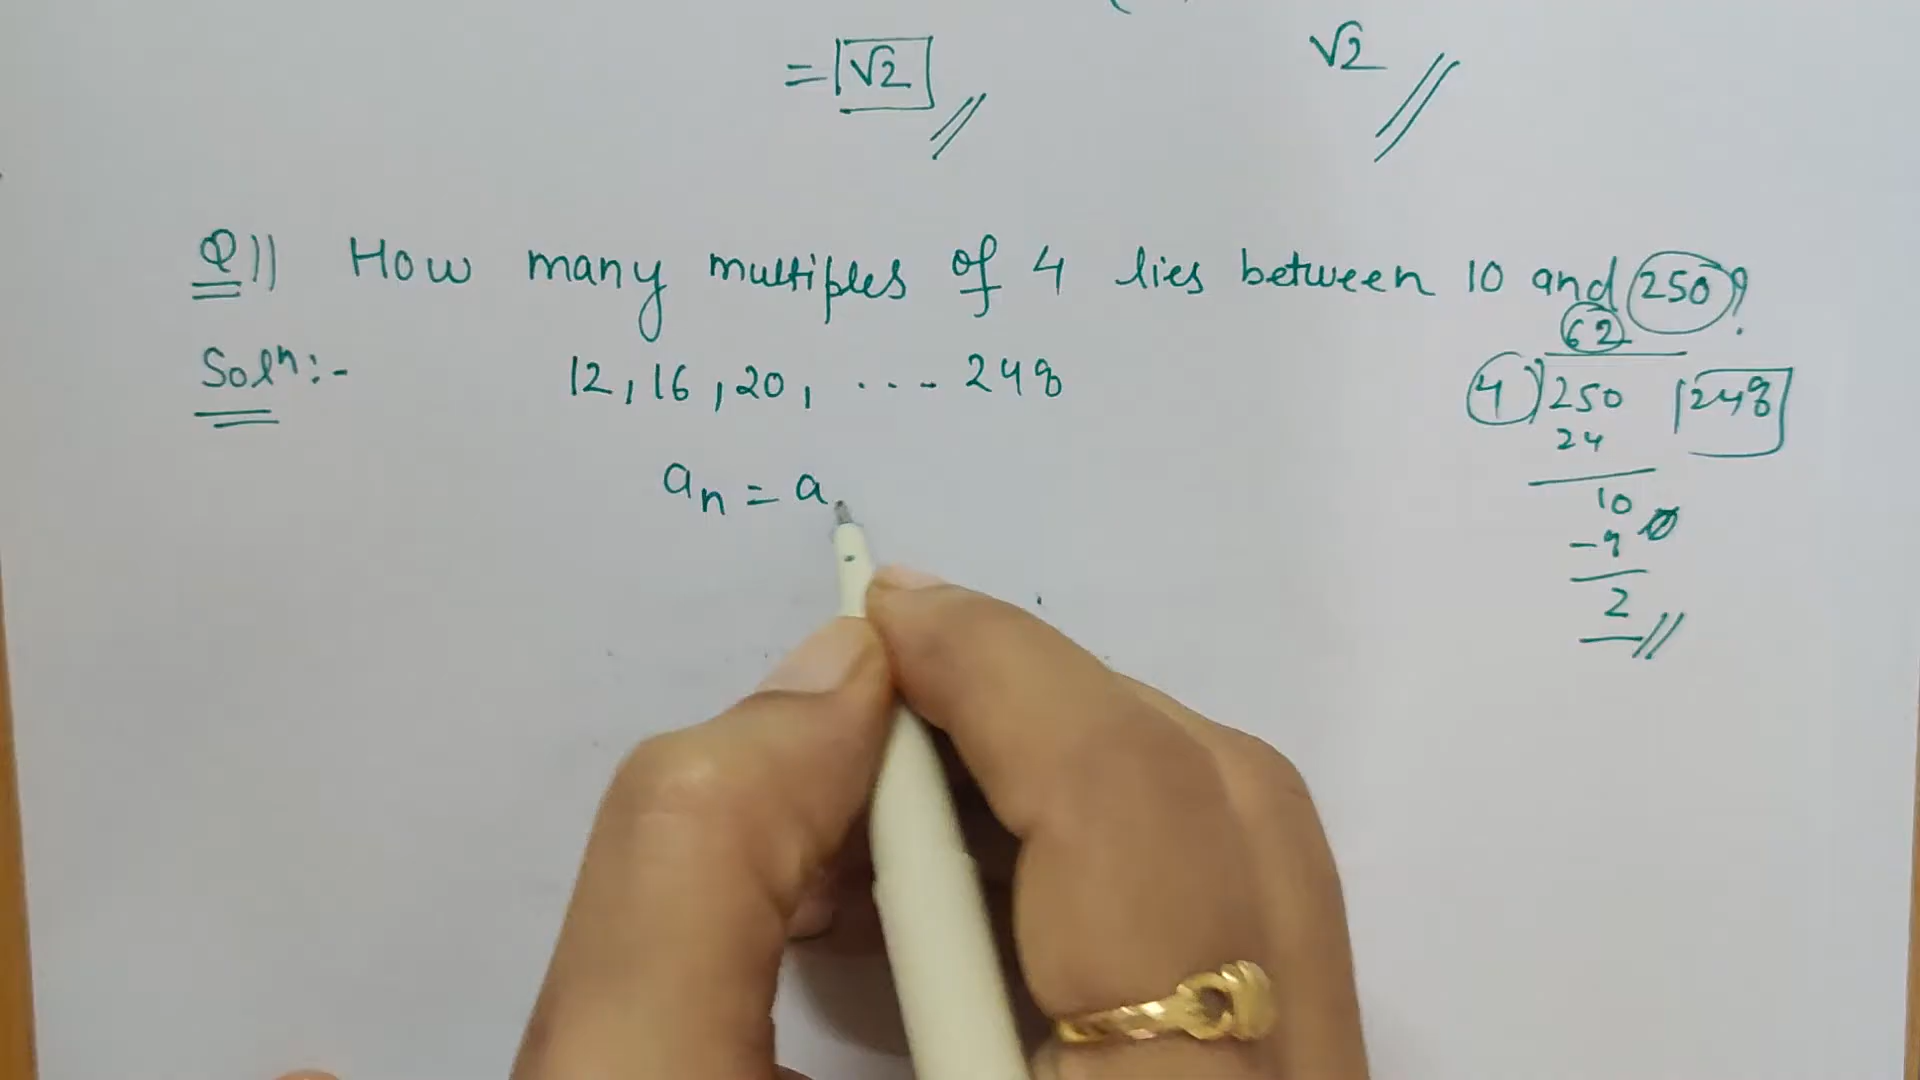 = √2
√2
Q11 How many multiples of 4 lies between 10 and 250?
Solⁿ:- 12, 16, 20, .... 248
aₙ = a
62
4)250 248
24
10
-9
2